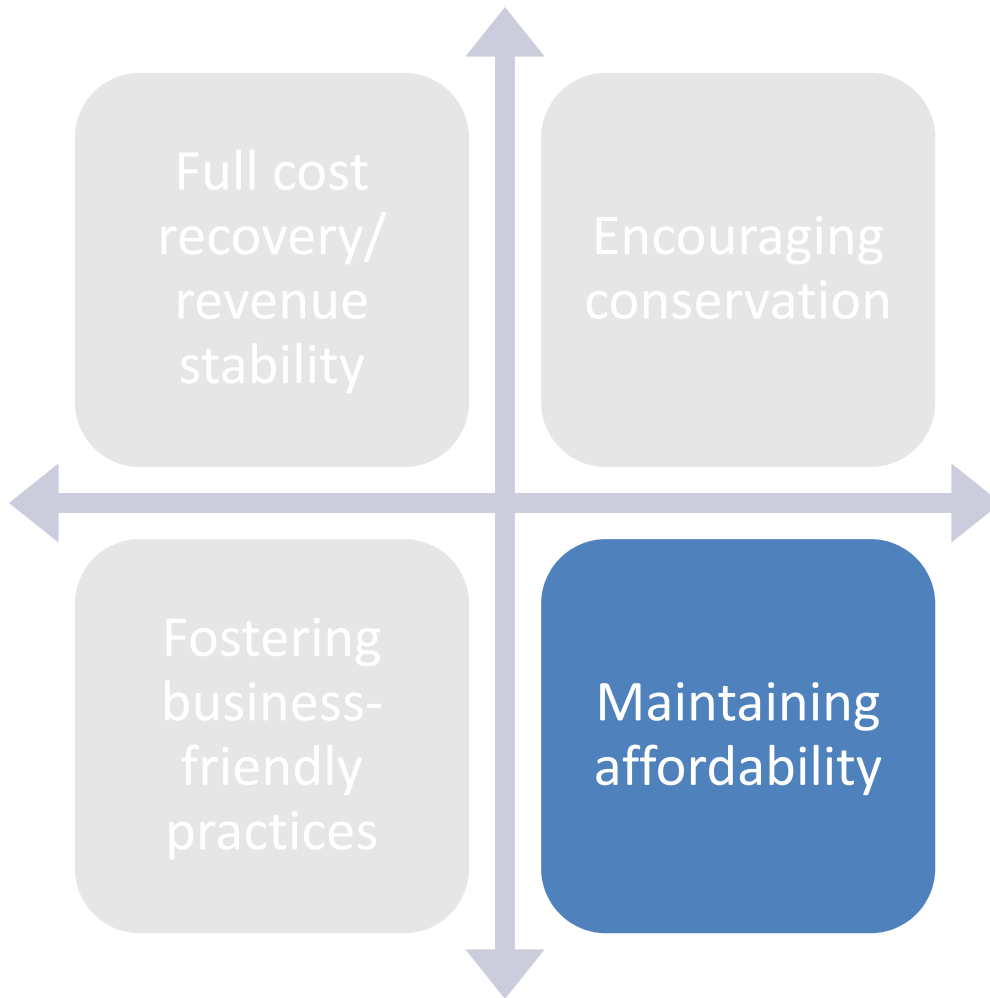 Full cost
recovery/
revenue
stability
Encouraging
conservation
Fostering
business-
friendly
practices
Maintaining
affordability